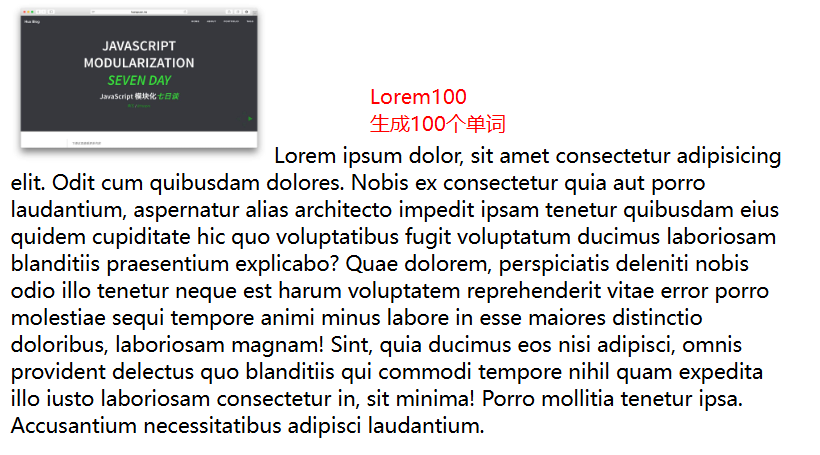 JAVASCRIPT
MODULARIZATION
SEVEN DAY
JavaScript 模块化 七日谈
Lorem100
生成100个单词
Lorem ipsum dolor, sit amet consectetur adipisicing
elit. Odit cum quibusdam dolores. Nobis ex consectetur quia aut porro
laudantium, aspernatur alias architecto impedit ipsam tenetur quibusdam eius
quidem cupiditate hic quo voluptatibus fugit voluptatum ducimus laboriosam
blanditiis praesentium explicabo? Quae dolorem, perspiciatis deleniti nobis
odio illo tenetur neque est harum voluptatem reprehenderit vitae error porro
molestiae sequi tempore animi minus labore in esse maiores distinctio
doloribus, laboriosam magnam! Sint, quia ducimus eos nisi adipisci, omnis
provident delectus quo blanditiis qui commodi tempore nihil quam expedita
illo iusto laboriosam consectetur in, sit minima! Porro mollitia tenetur ipsa.
Accusantium necessitatibus adipisci laudantium.